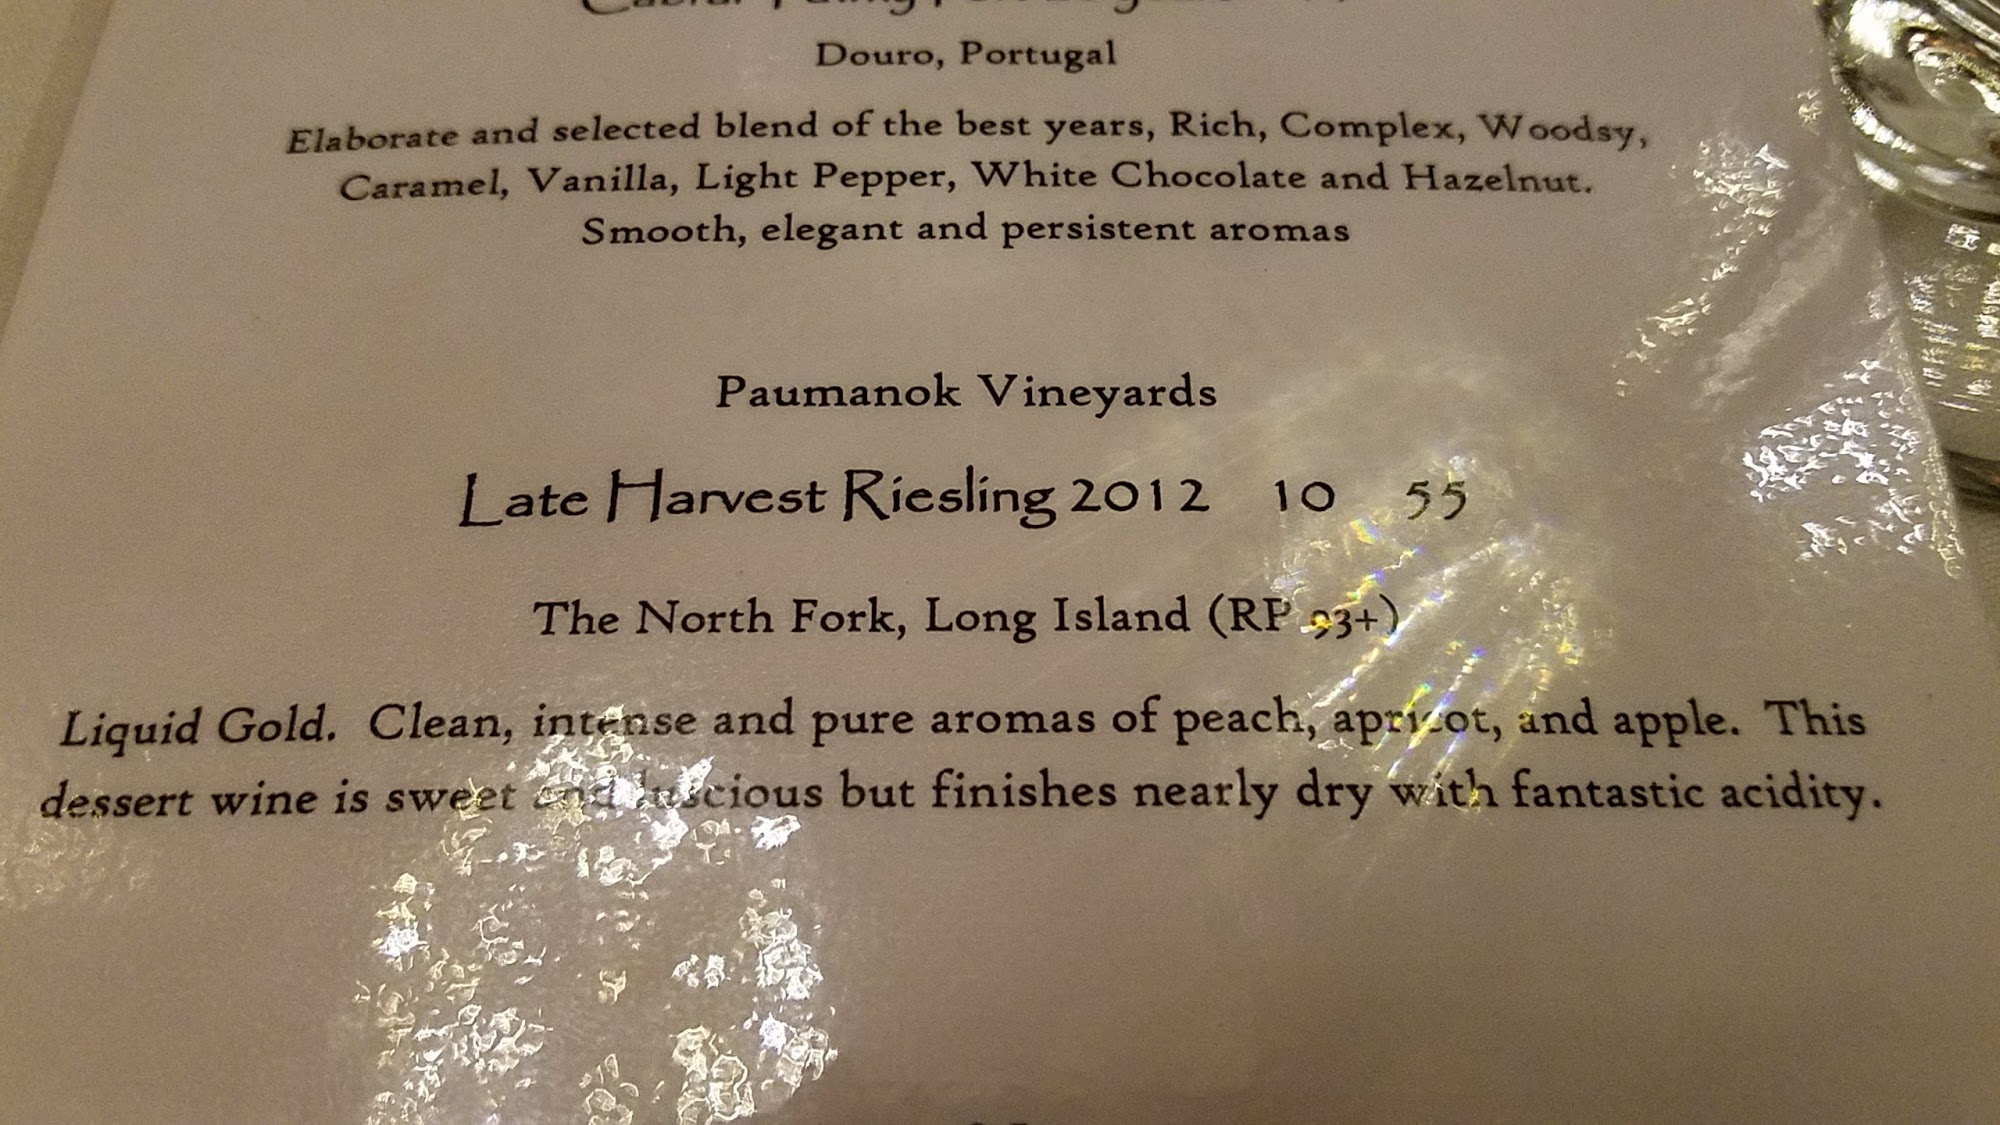 Douro, Portugal
Elaborate and selected blend of the best years, Rich, Complex, Woodsy,
Caramel, Vanilla, Light Pepper, White Chocolate and Hazelnut.
Smooth, elegant and persistent aromas
Paumanok Vineyards
Late Harvest Riesling 2012 10 55
The North Fork, Long Island (RP 93+)
Liquid Gold. Clean, intense and pure aromas of peach, apricot, and apple. This
dessert wine is sweet and luscious but finishes nearly dry with fantastic acidity.